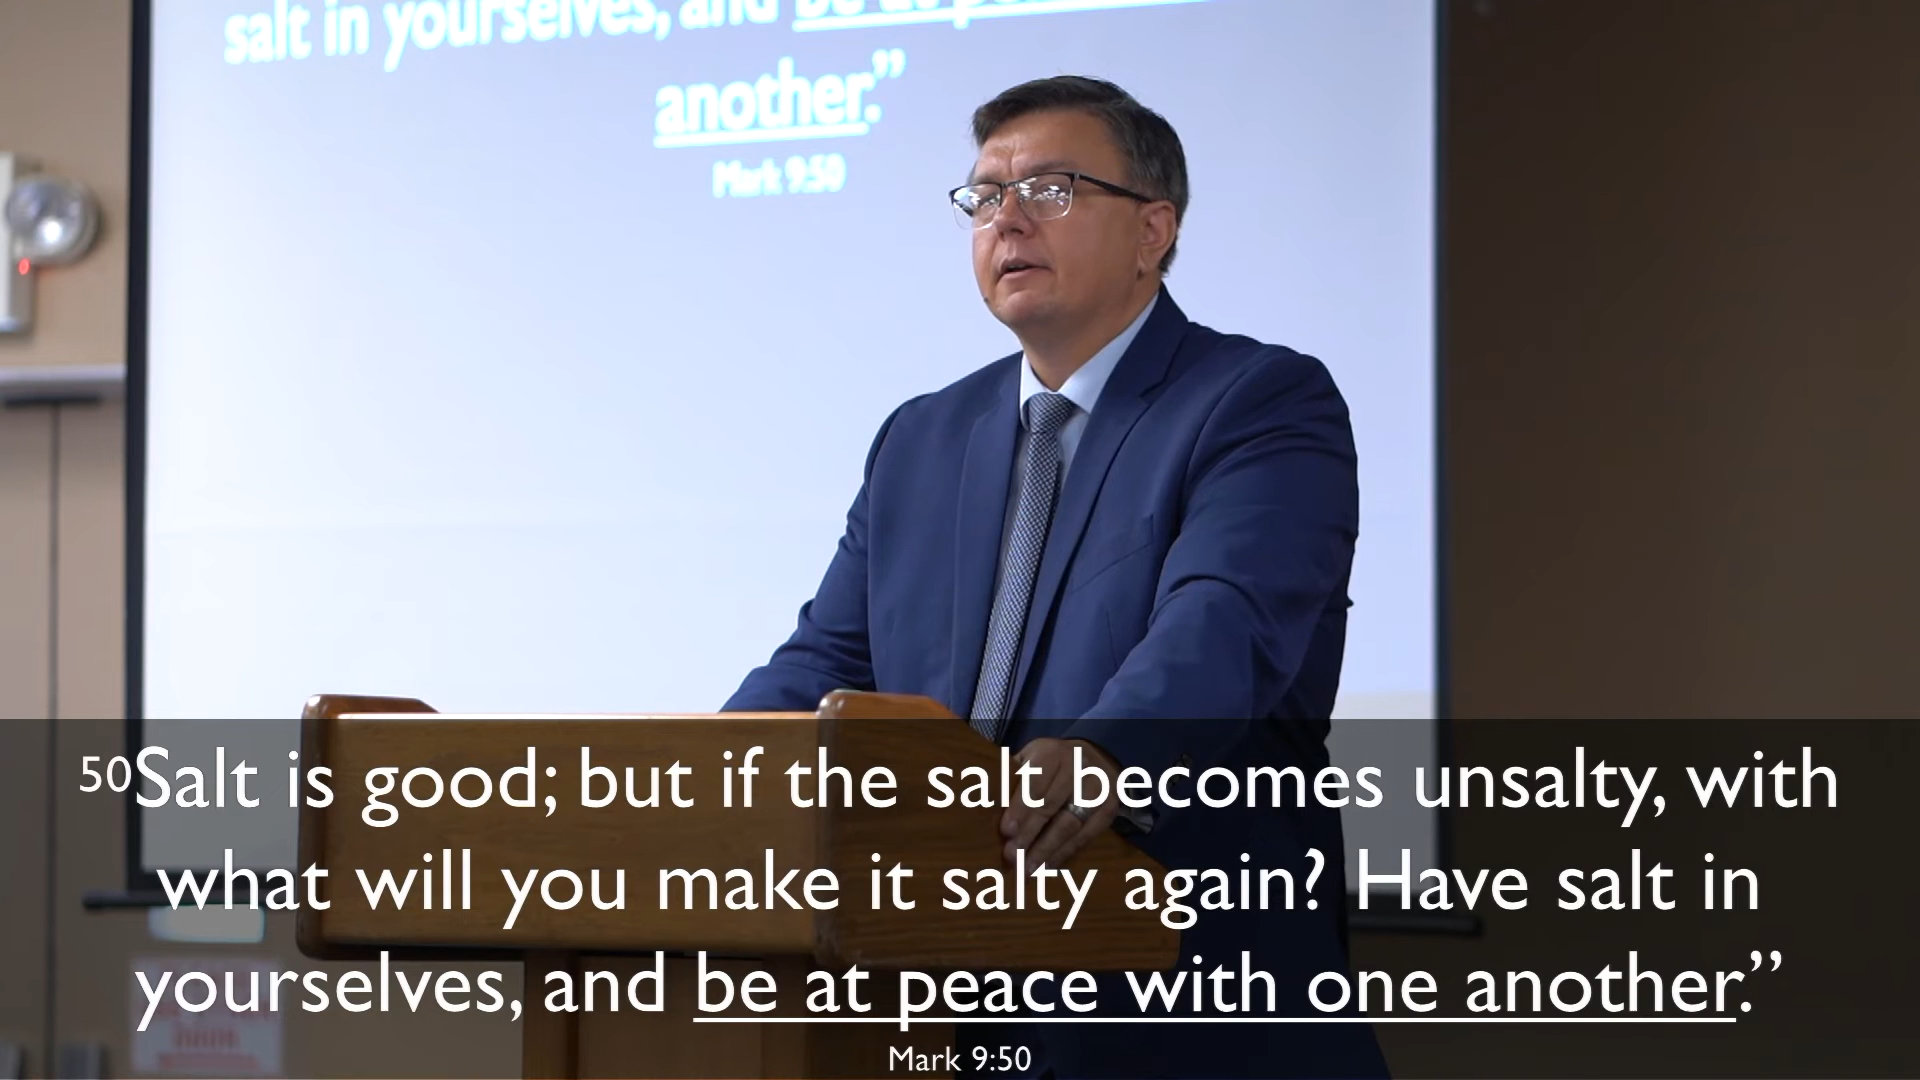 salt in yourselves, and be at
another.”
Mark 9:50
50Salt is good; but if the salt becomes unsalty, with
what will you make it salty again? Have salt in
yourselves, and be at peace with one another.”
Mark 9:50